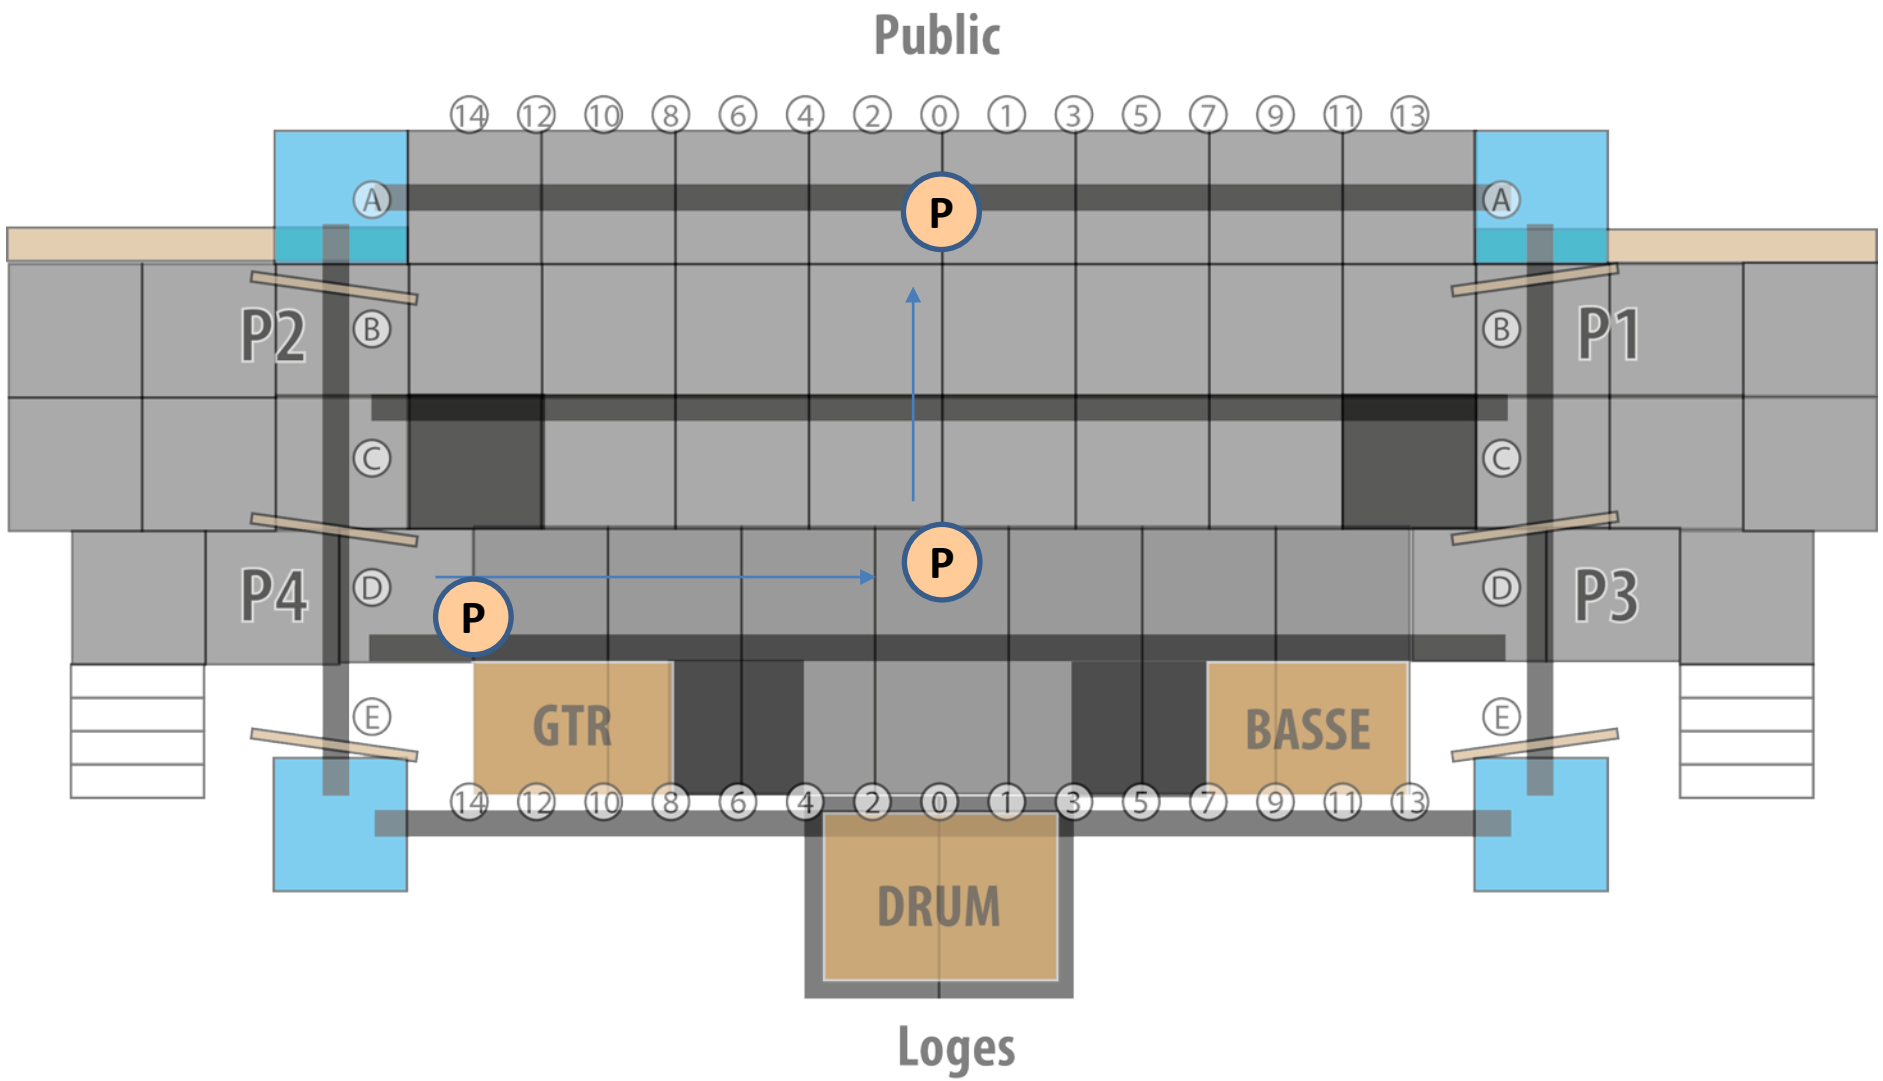 Public
14 12 10 8 6 4 2 0 1 3 5 7 9 11 13
A P A
P2 B B P1
C C
P
P4 D P D P3
GTR BASSE
E E
14 12 10 8 6 4 2 0 1 3 5 7 9 11 13
DRUM
Loges